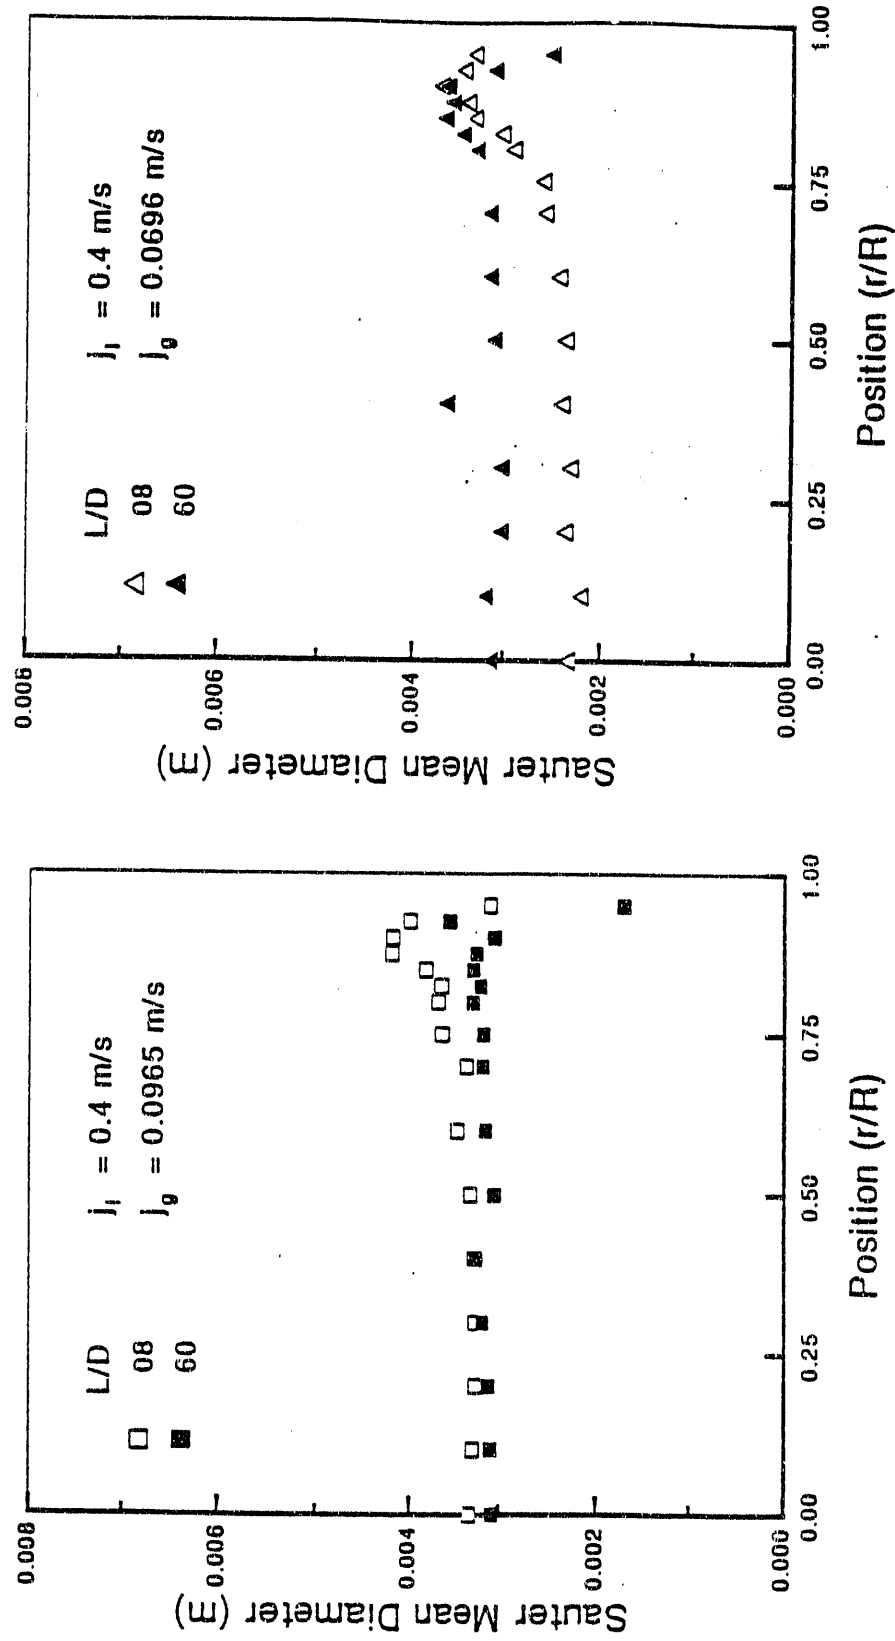 Sauter Mean Diameter (m)
0.008
0.006
0.004
0.002
0.000
L/D
08
60
j_l = 0.4 m/s
j_g = 0.0965 m/s
0.00
0.25
0.50
0.75
1.00
Position (r/R)
Sauter Mean Diameter (m)
0.008
0.006
0.004
0.002
0.000
L/D
08
60
j_l = 0.4 m/s
j_g = 0.0696 m/s
0.00
0.25
0.50
0.75
1.00
Position (r/R)